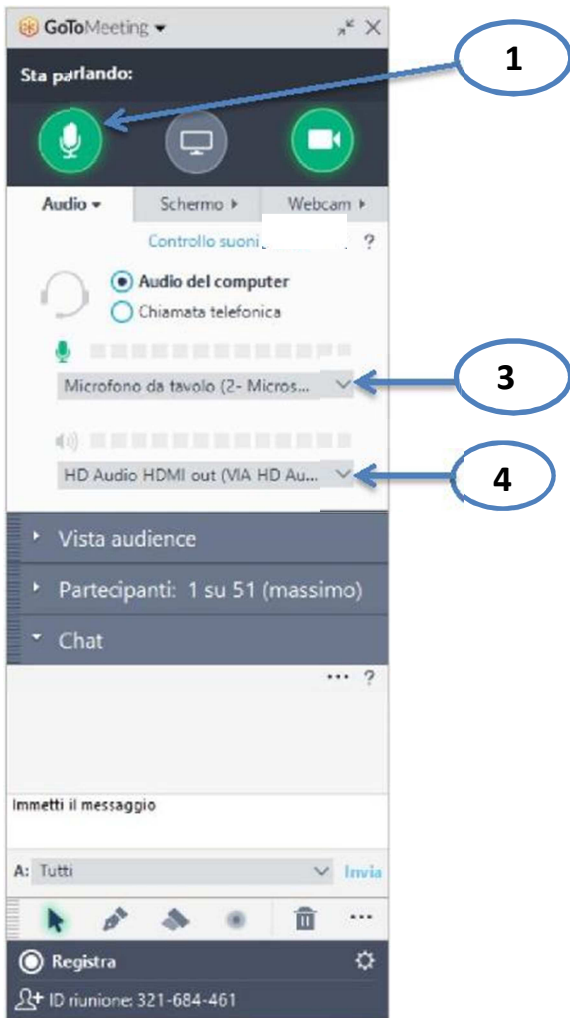 GoToMeeting
Sta parlando:
1
Audio
Schermo
Webcam
Controllo suoni
?
Audio del computer
Chiamata telefonica
Microfono da tavolo (2- Micros...
3
HD Audio HDMI out (VIA HD Au...
4
Vista audience
Partecipanti: 1 su 51 (massimo)
Chat
... ?
Immetti il messaggio
A: Tutti Invia
...
Registra
ID riunione: 321-684-461